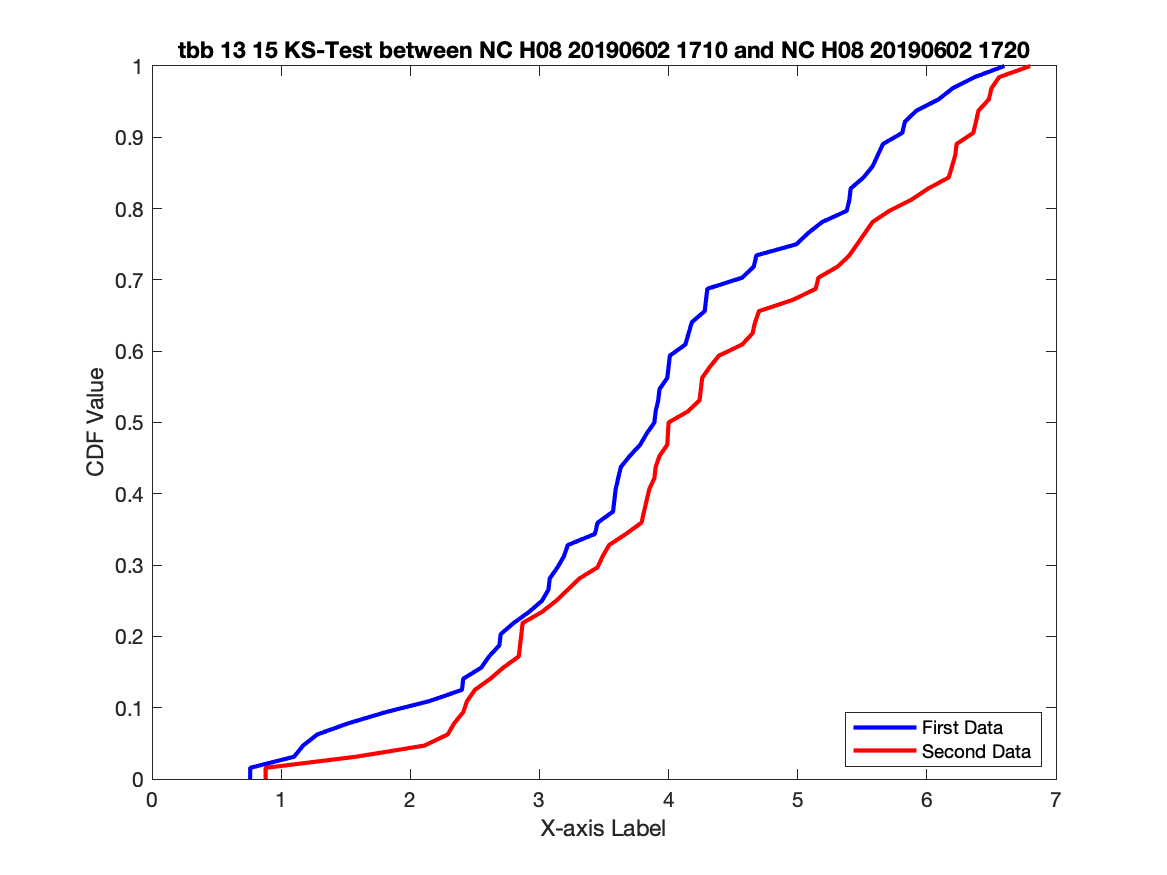 tbb 13 15 KS-Test between NC H08 20190602 1710 and NC H08 20190602 1720
1
0.9
0.8
0.7
0.6
0.5
0.4
0.3
0.2
0.1
0
CDF Value
First Data
Second Data
0 1 2 3 4 5 6 7
X-axis Label